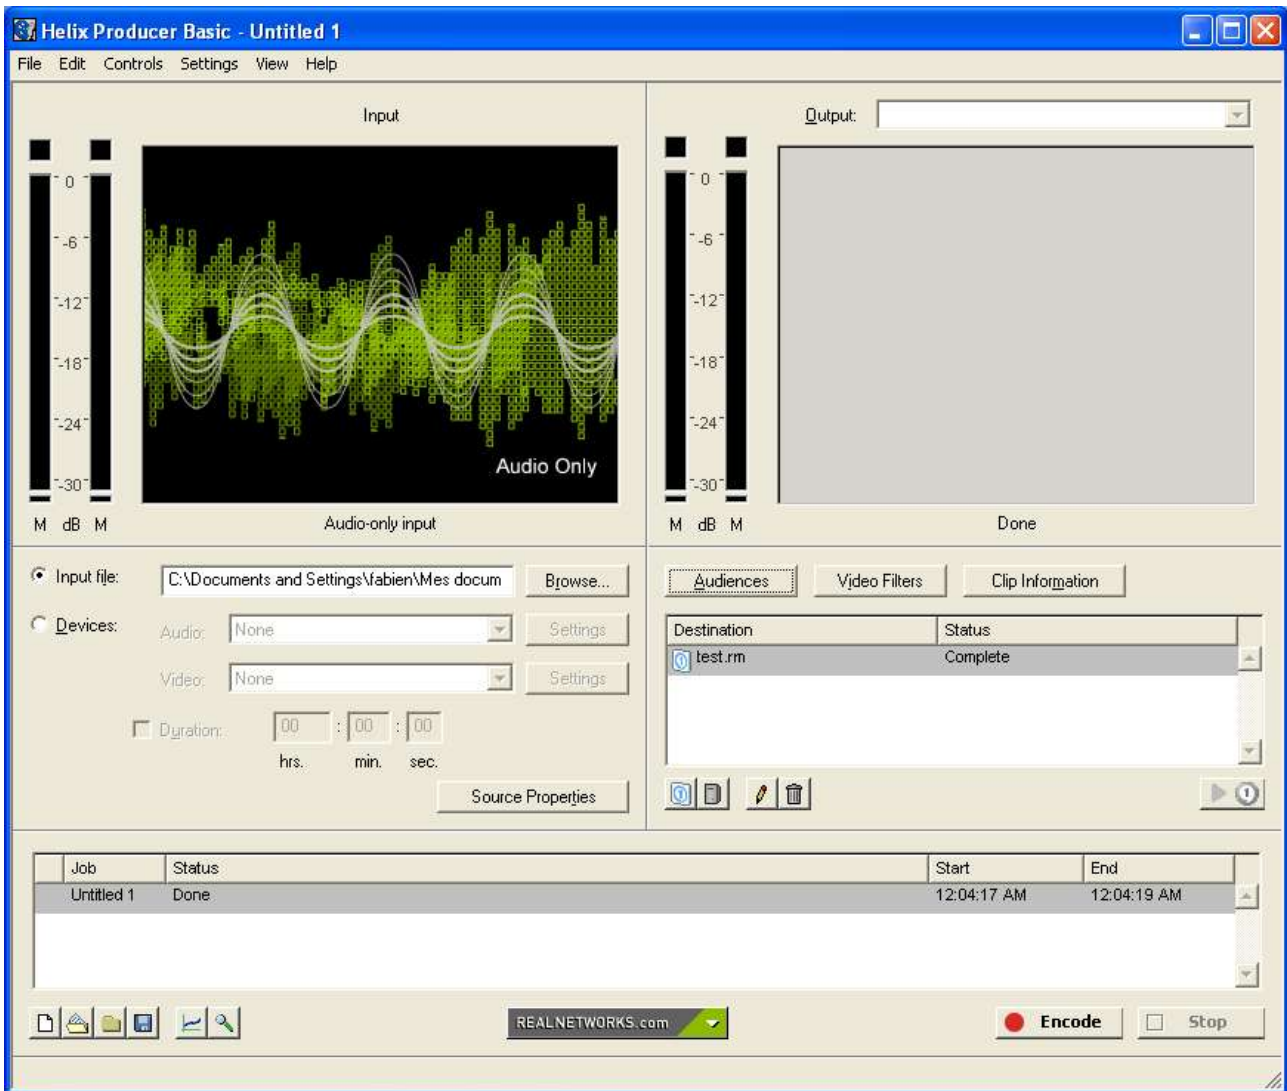 Helix Producer Basic - Untitled 1
File Edit Controls Settings View Help
Input
0
-6
-12
-18
-24
-30
M dB M
Audio Only
Audio-only input
Output:
0
-6
-12
-18
-24
-30
M dB M
Done
Input file: C:\Documents and Settings\fabien\Mes docum Browse...
Devices: Audio: None Settings
Video: None Settings
Duration: 00 : 00 : 00
hrs. min. sec.
Source Properties
Audiences Video Filters Clip Information
Destination Status
test.rm Complete
Job Status Start End
Untitled 1 Done 12:04:17 AM 12:04:19 AM
REALNETWORKS.com
Encode Stop